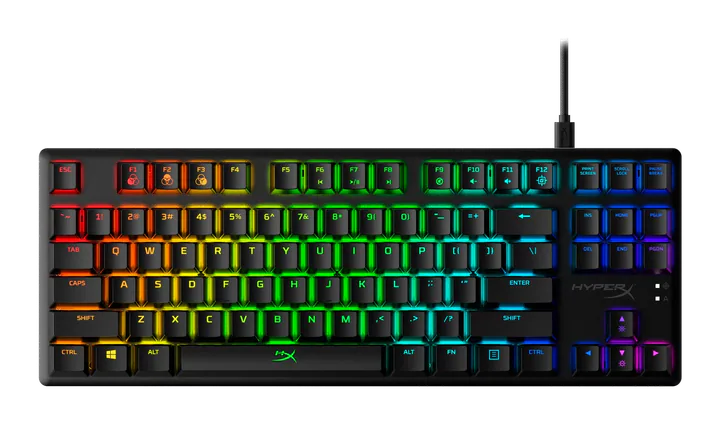 ESC F1 F2 F3 F4 F5 F6 F7 F8 F9 F10 F11 F12 PRINT SCREEN SCROLL LOCK PAUSE BREAK
~ 1! 2@ 3# 4$ 5% 6^ 7& 8* 9( 0) -_ =+ INS HOME PGUP
TAB Q W E R T Y U I O P [{ ]} \| DEL END PGDN
CAPS A S D F G H J K L ;: '" ENTER HYPERX A
SHIFT Z X C V B N M ,< .> /? SHIFT
CTRL ALT HX ALT FN CTRL